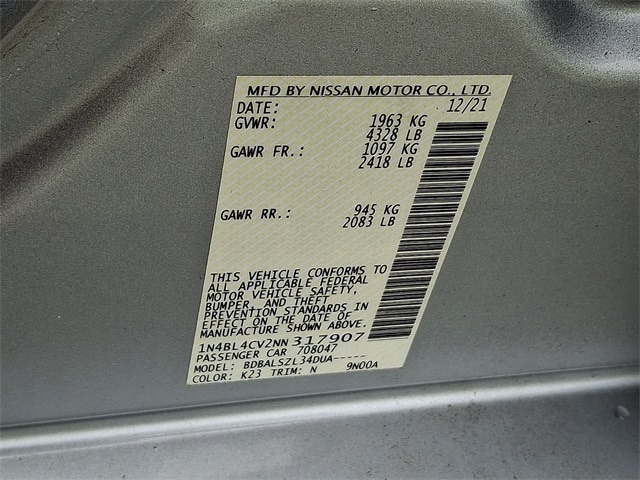 MFD BY NISSAN MOTOR CO., LTD.
DATE: 12/21
GVWR: 1963 KG
4328 LB
GAWR FR.: 1097 KG
2418 LB
GAWR RR.: 945 KG
2083 LB
THIS VEHICLE CONFORMS TO
ALL APPLICABLE FEDERAL
MOTOR VEHICLE SAFETY,
BUMPER, AND THEFT
PREVENTION STANDARDS IN
EFFECT ON THE DATE OF
MANUFACTURE SHOWN ABOVE.
1N4BL4CV2NN317907
PASSENGER CAR 708047
MODEL: BDBALSZL34DUA-----
COLOR: K23 TRIM: N 9N00A